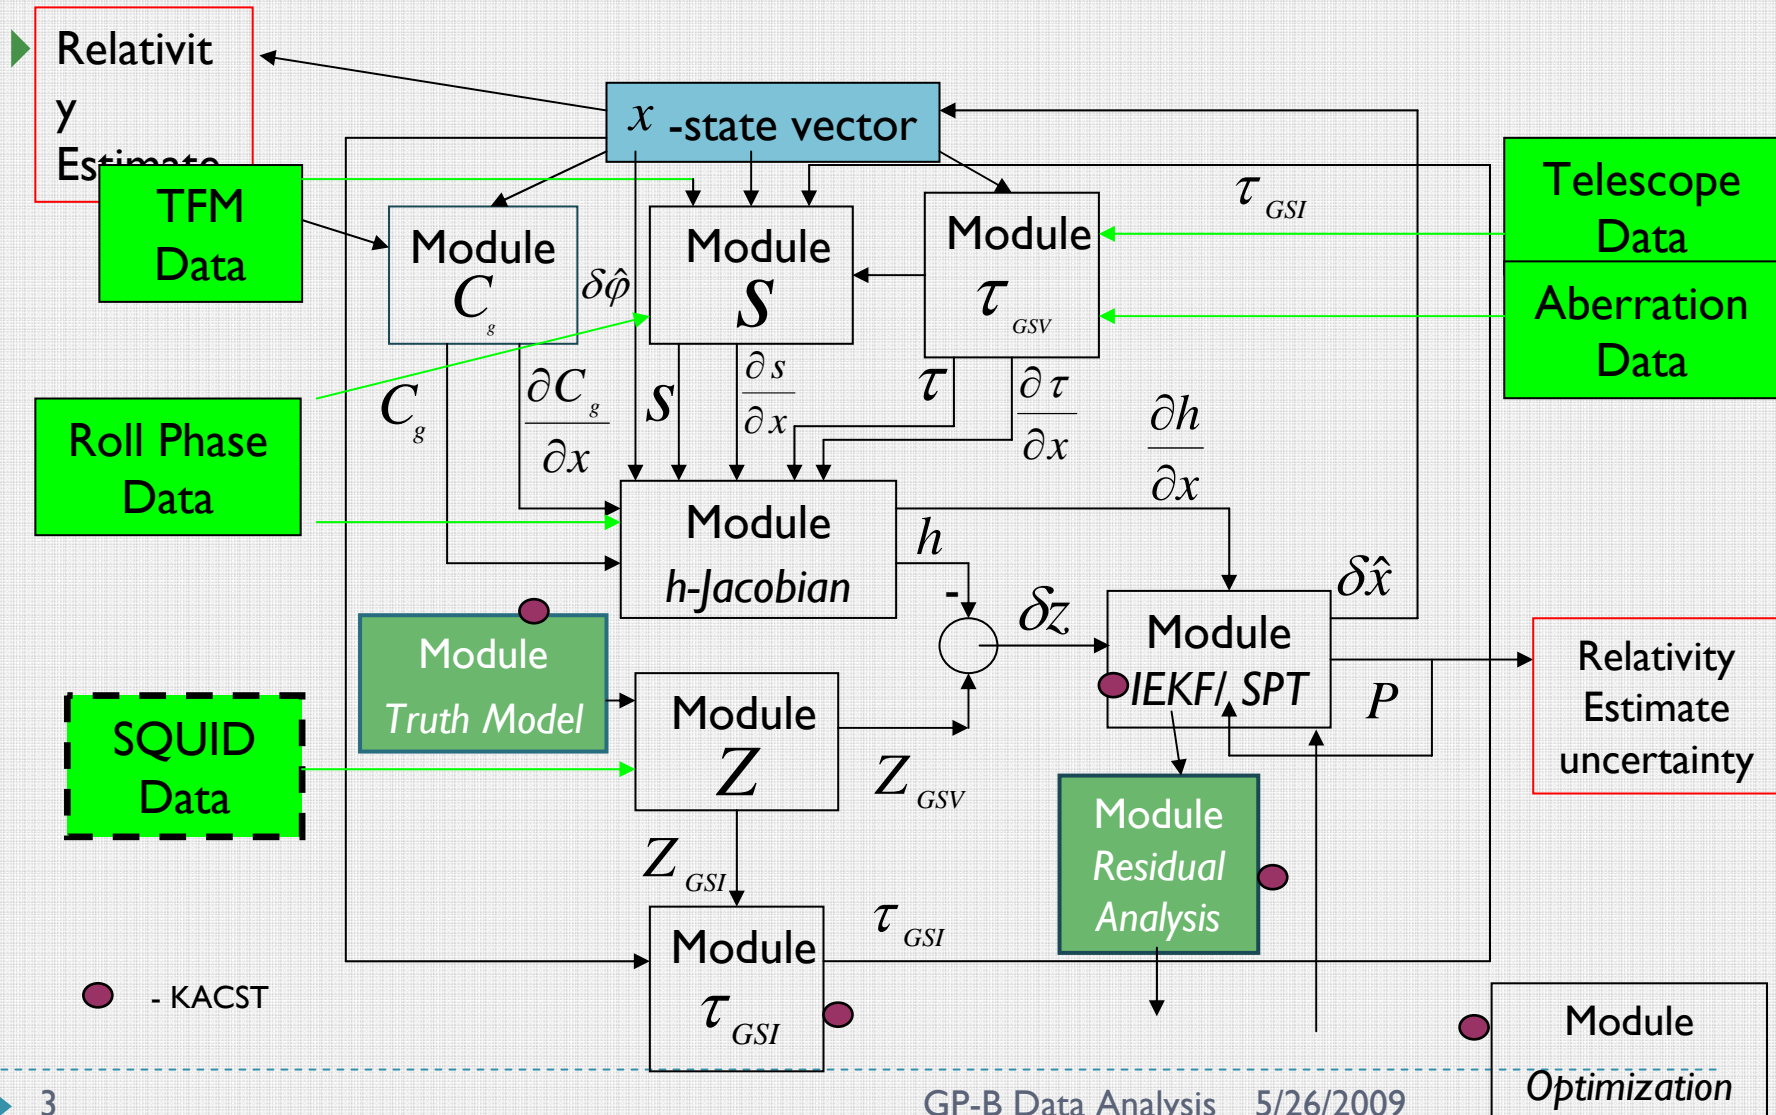 Relativit
y
Estimate
x -state vector
TFM
Data
Telescope
Data
τ GSI
Module
C g
δφ̂
Module
S
Module
τ GSV
Aberration
Data
C g
∂C g
∂x
s
∂ s
∂ x
τ
∂ τ
∂x
∂h
∂x
Roll Phase
Data
Module
h-Jacobian
h
-
δz
δx̂
Module
Truth Model
Module
IEKF/ SPT
P
Relativity
Estimate
uncertainty
SQUID
Data
Module
Z
Z GSV
Module
Residual
Analysis
Z GSI
Module
τ GSI
τ GSI
- KACST
Module
Optimization
3
GP-B Data Analysis 5/26/2009